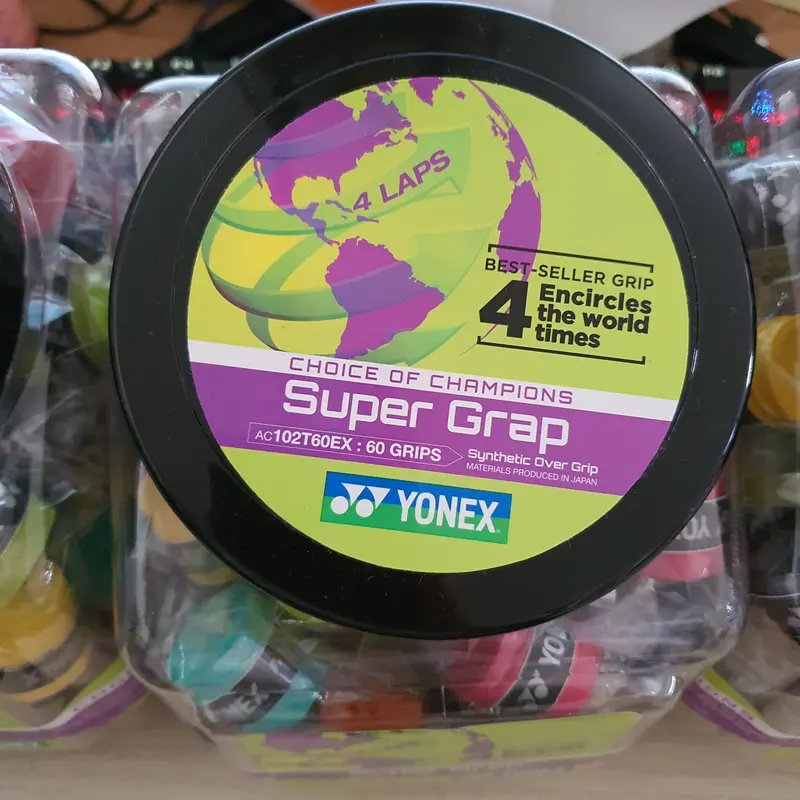 4 LAPS
BEST-SELLER GRIP
4 Encircles
the world
times
CHOICE OF CHAMPIONS
Super Grap
AC102T60EX : 60 GRIPS
Synthetic Over Grip
MATERIALS PRODUCED IN JAPAN
YONEX